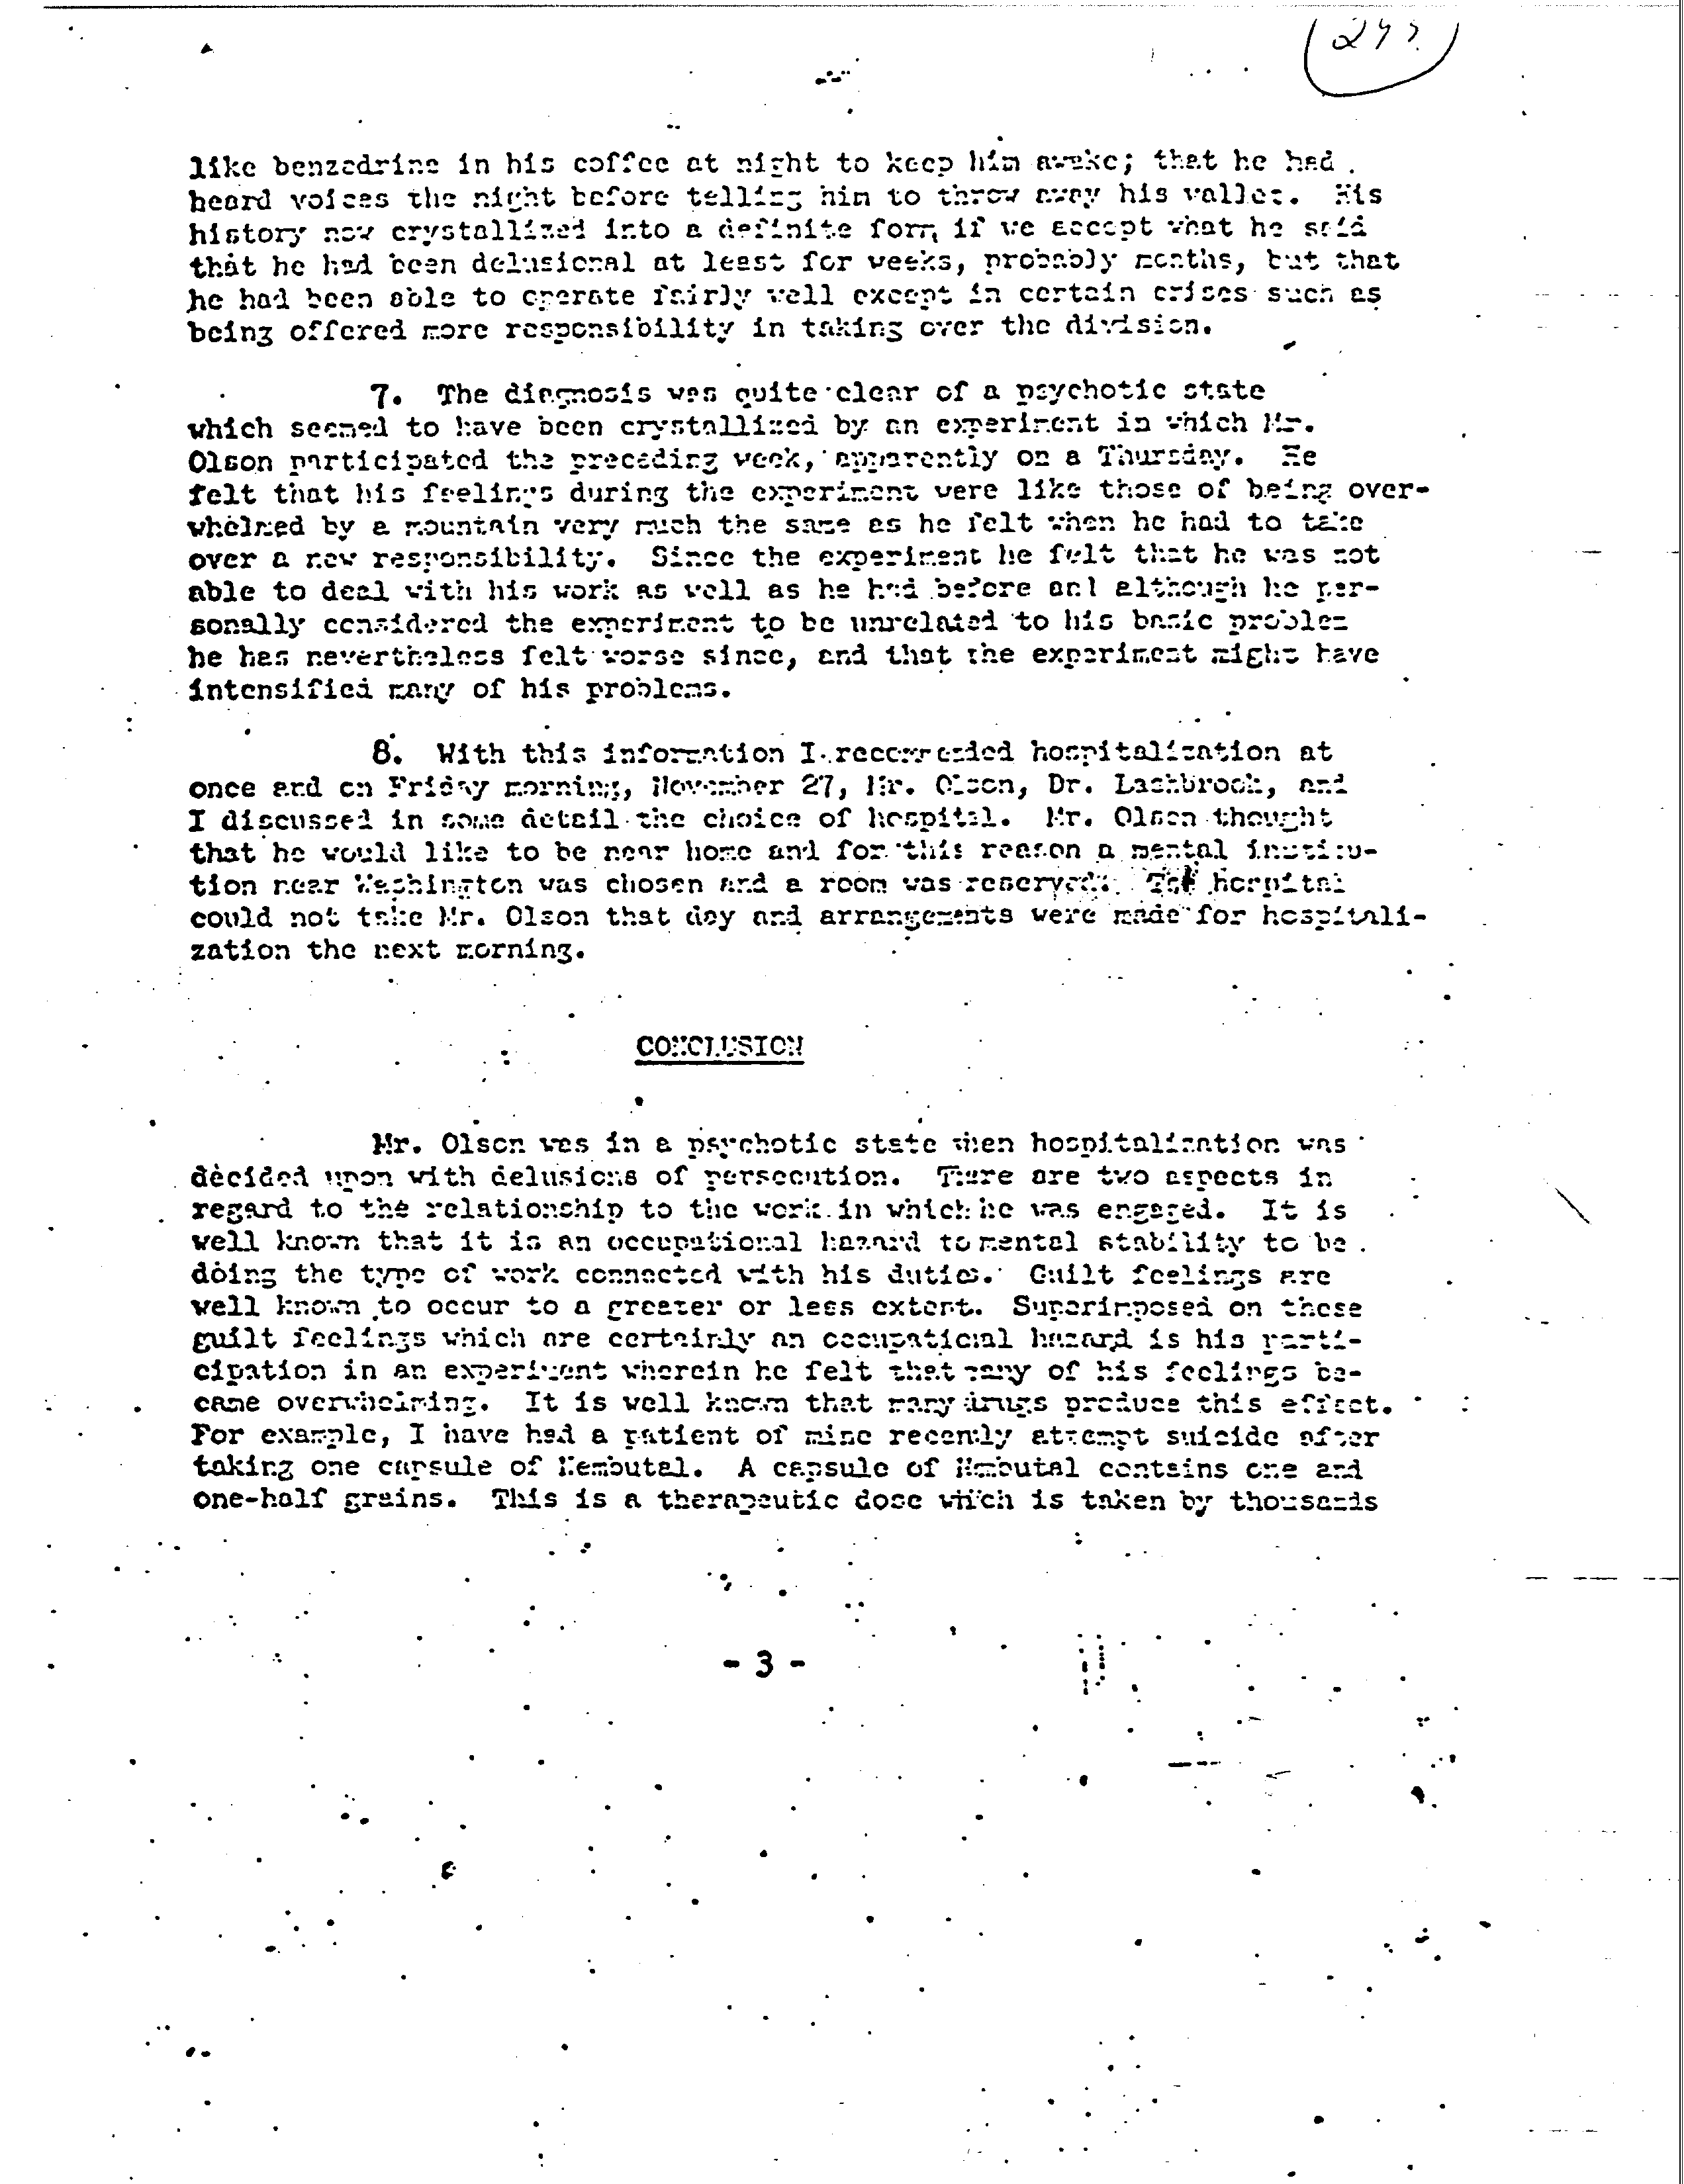 like benzedrine in his coffee at night to keep him awake; that he had
heard voices the night before telling him to throw away his wallet. His
history now crystallized into a definite form if we accept what he said
that he had been delusional at least for weeks, probably months, but that
he had been able to operate fairly well except in certain crises such as
being offered more responsibility in taking over the division.
7. The diagnosis was quite clear of a psychotic state
which seemed to have been crystallized by an experiment in which Mr.
Olson participated the preceding week, apparently on a Thursday. He
felt that his feelings during the experiment were like those of being over-
whelmed by a mountain very much the same as he felt when he had to take
over a new responsibility. Since the experiment he felt that he was not
able to deal with his work as well as he had before and although he per-
sonally considered the experiment to be unrelated to his basic problem
he has nevertheless felt worse since, and that the experiment might have
intensified many of his problems.
8. With this information I recommended hospitalization at
once and on Friday morning, November 27, Mr. Olson, Dr. Lashbrook, and
I discussed in some detail the choice of hospital. Mr. Olson thought
that he would like to be near home and for this reason a mental institu-
tion near Washington was chosen and a room was reserved. The hospital
could not take Mr. Olson that day and arrangements were made for hospitali-
zation the next morning.
CONCLUSION
Mr. Olson was in a psychotic state when hospitalization was
decided upon with delusions of persecution. There are two aspects in
regard to the relationship to the work in which he was engaged. It is
well known that it is an occupational hazard to mental stability to be
doing the type of work connected with his duties. Guilt feelings are
well known to occur to a greater or less extent. Superimposed on these
guilt feelings which are certainly an occupational hazard is his parti-
cipation in an experiment wherein he felt that many of his feelings be-
came overwhelming. It is well known that many drugs produce this effect.
For example, I have had a patient of mine recently attempt suicide after
taking one capsule of Nembutal. A capsule of Nembutal contains one and
one-half grains. This is a therapeutic dose which is taken by thousands
- 3 -